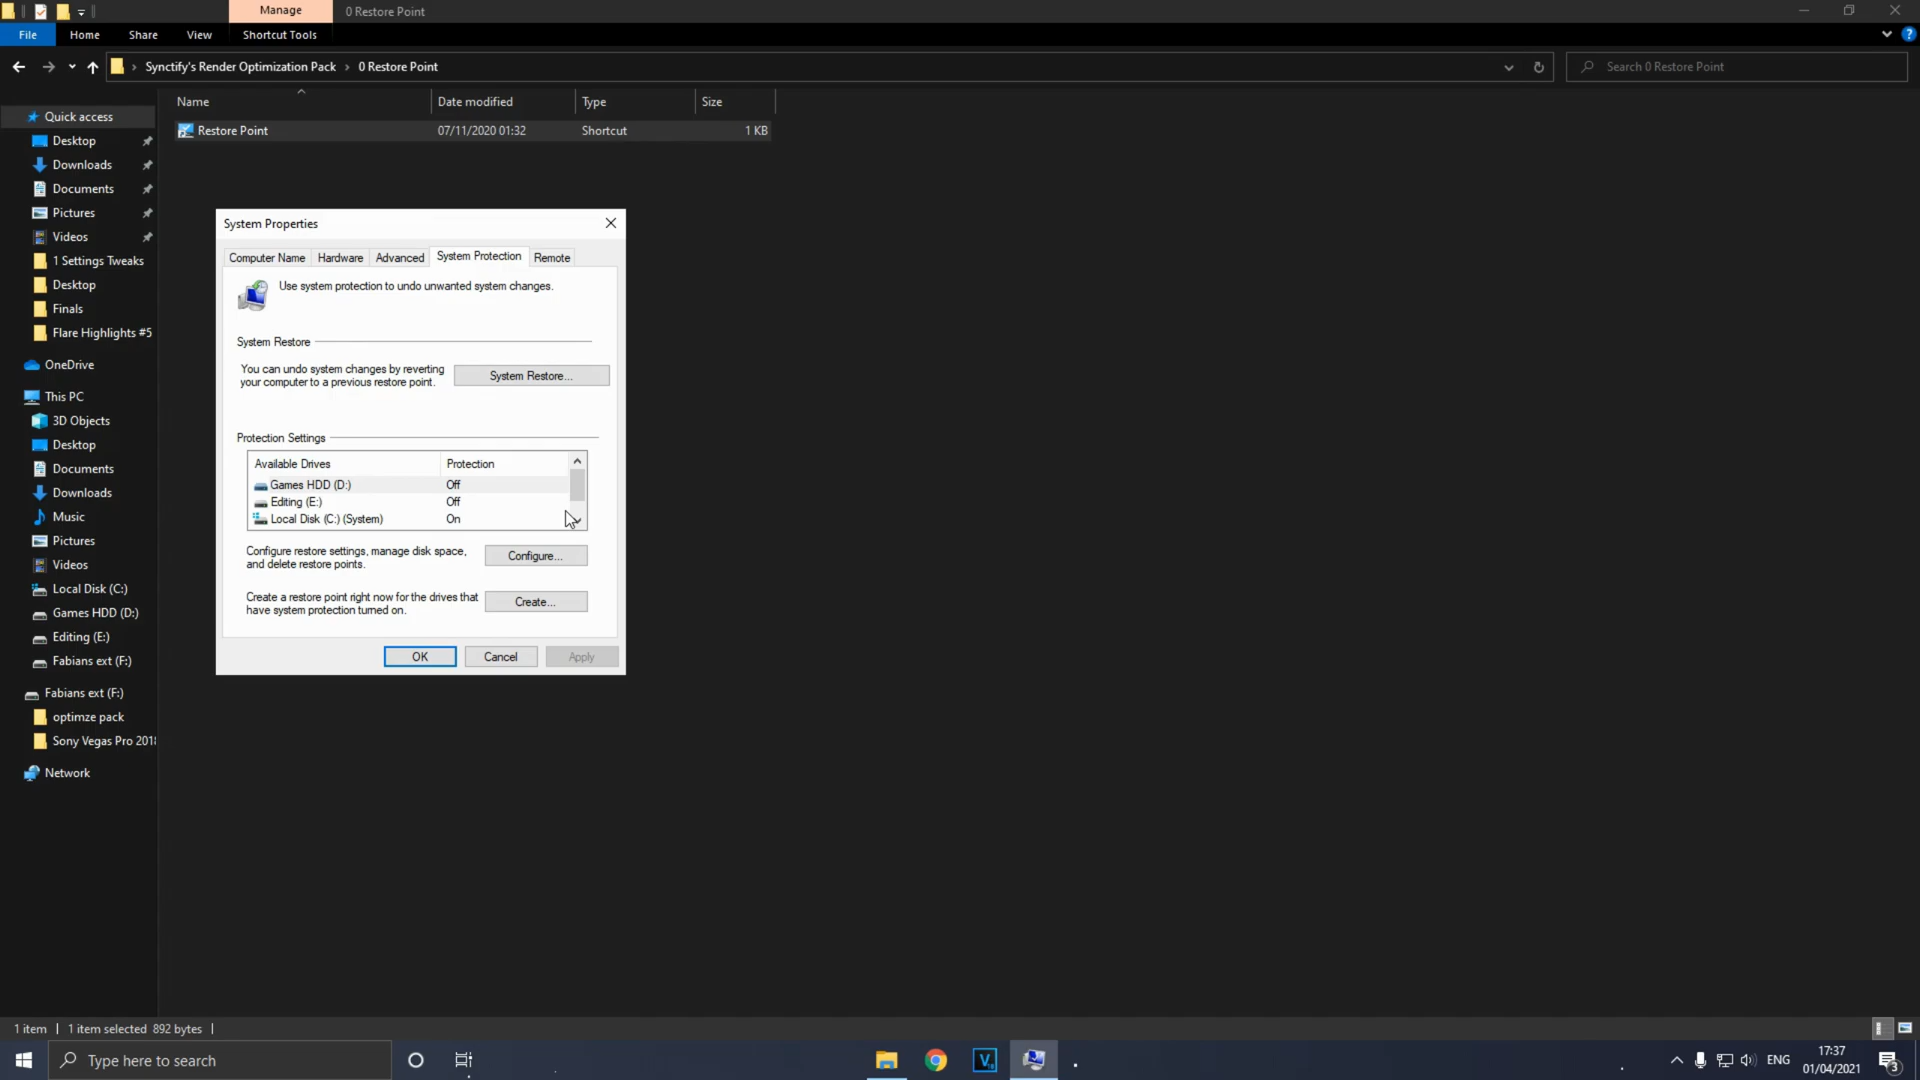 Manage
0 Restore Point
File
Home
Share
View
Shortcut Tools
?
Synctify's Render Optimization Pack
0 Restore Point
Search 0 Restore Point
Name
Date modified
Type
Size
Restore Point
07/11/2020 01:32
Shortcut
1 KB
Quick access
Desktop
Downloads
Documents
Pictures
Videos
1 Settings Tweaks
Desktop
Finals
Flare Highlights #5
OneDrive
This PC
3D Objects
Desktop
Documents
Downloads
Music
Pictures
Videos
Local Disk (C:)
Games HDD (D:)
Editing (E:)
Fabians ext (F:)
Fabians ext (F:)
optimze pack
Sony Vegas Pro 2018
Network
System Properties
Computer Name
Hardware
Advanced
System Protection
Remote
Use system protection to undo unwanted system changes.
System Restore
You can undo system changes by reverting
your computer to a previous restore point.
System Restore...
Protection Settings
Available Drives
Protection
Games HDD (D:)
Off
Editing (E:)
Off
Local Disk (C:) (System)
On
Configure restore settings, manage disk space,
and delete restore points.
Configure...
Create a restore point right now for the drives that
have system protection turned on.
Create...
OK
Cancel
Apply
1 item
1 item selected 892 bytes
Type here to search
V
ENG
17:37
01/04/2021
3